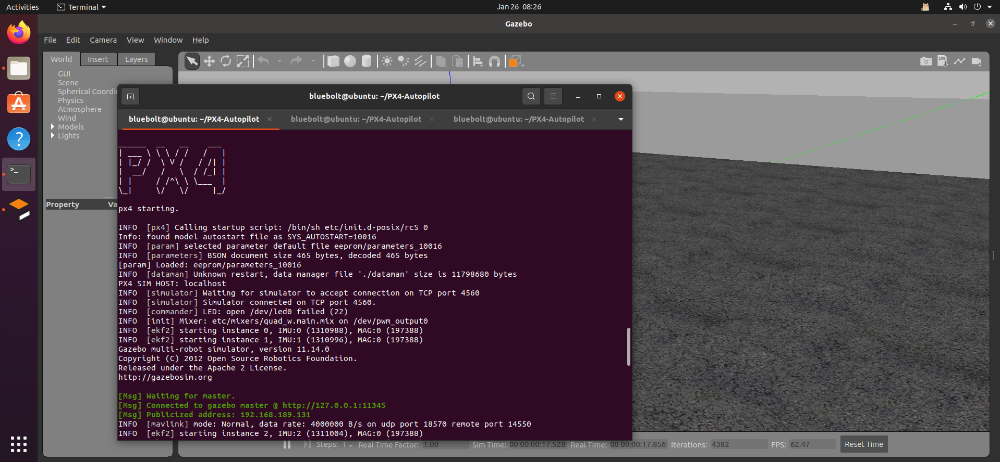 Activities Terminal Jan 26 08:26
Gazebo
File Edit Camera View Window Help
World Insert Layers
GUI
Scene
Spherical Coordin
Physics
Atmosphere
Wind
Models
Lights
Property Va
LOG
bluebolt@ubuntu: ~/PX4-Autopilot
bluebolt@ubuntu: ~/PX4-Autopilot × bluebolt@ubuntu: ~/PX4-Autopilot × bluebolt@ubuntu: ~/PX4-Autopilot ×
______  __   __    ___
| ___ \ \ \ / /   /   |
| |_/ /  \ V /   / /| |
|  __/   /   \  / /_| |
| |     / /^\ \ \___  |
\_|     \/   \/     |_/
px4 starting.
INFO  [px4] Calling startup script: /bin/sh etc/init.d-posix/rcS 0
Info: found model autostart file as SYS_AUTOSTART=10016
INFO  [param] selected parameter default file eeprom/parameters_10016
INFO  [parameters] BSON document size 465 bytes, decoded 465 bytes
[param] Loaded: eeprom/parameters_10016
INFO  [dataman] Unknown restart, data manager file './dataman' size is 11798680 bytes
PX4 SIM HOST: localhost
INFO  [simulator] Waiting for simulator to accept connection on TCP port 4560
INFO  [simulator] Simulator connected on TCP port 4560.
INFO  [commander] LED: open /dev/led0 failed (22)
INFO  [init] Mixer: etc/mixers/quad_w.main.mix on /dev/pwm_output0
INFO  [ekf2] starting instance 0, IMU:0 (1310988), MAG:0 (197388)
INFO  [ekf2] starting instance 1, IMU:1 (1310996), MAG:0 (197388)
Gazebo multi-robot simulator, version 11.14.0
Copyright (C) 2012 Open Source Robotics Foundation.
Released under the Apache 2 License.
http://gazebosim.org
[Msg] Waiting for master.
[Msg] Connected to gazebo master @ http://127.0.0.1:11345
[Msg] Publicized address: 192.168.189.131
INFO  [mavlink] mode: Normal, data rate: 4000000 B/s on udp port 18570 remote port 14550
INFO  [ekf2] starting instance 2, IMU:2 (1311004), MAG:0 (197388)
Steps: 1 Real Time Factor: 1.00 Sim Time: 00 00:00:17.528 Real Time: 00 00:00:17.856 Iterations: 4382 FPS: 62.47 Reset Time